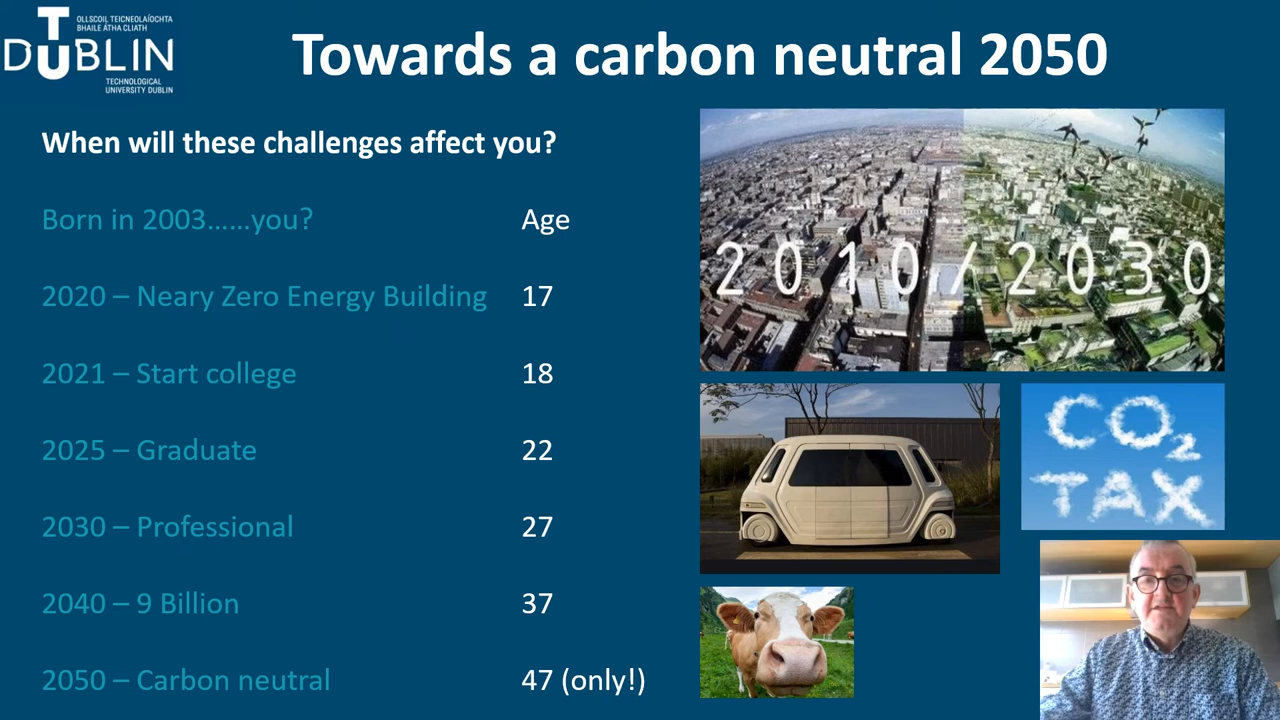 OLLSCOIL TEICNEOLAÍOCHTA
BHAILE ÁTHA CLIATH
T
DUBLIN
TECHNOLOGICAL
UNIVERSITY DUBLIN
Towards a carbon neutral 2050
When will these challenges affect you?
Born in 2003……you? Age
2020 – Neary Zero Energy Building 17
2021 – Start college 18
2025 – Graduate 22
2030 – Professional 27
2040 – 9 Billion 37
2050 – Carbon neutral 47 (only!)
2010/2030
CO2
TAX